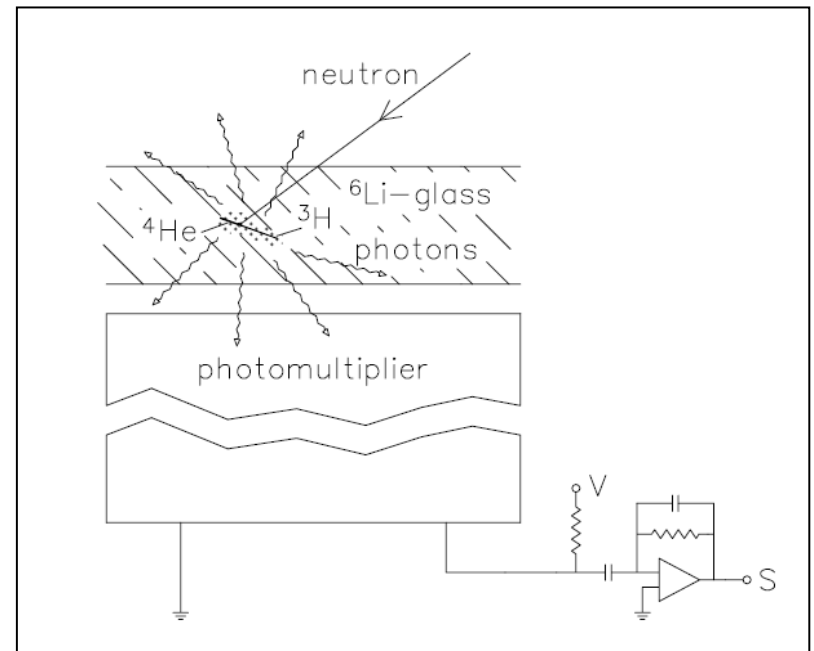 neutron
⁶Li-glass
⁴He
³H
photons
photomultiplier
V
S